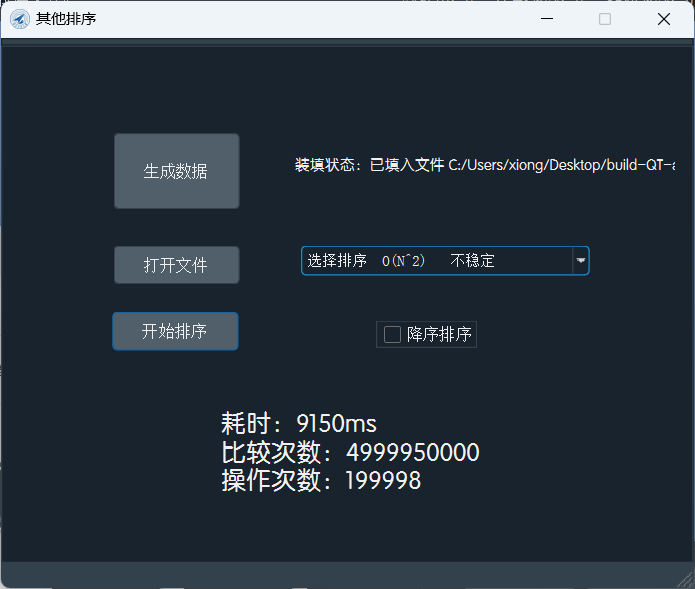 其他排序
生成数据
装填状态：已填入文件 C:/Users/xiong/Desktop/build-QT-a
打开文件
选择排序 O(N^2) 不稳定
开始排序
降序排序
耗时：9150ms
比较次数：4999950000
操作次数：199998